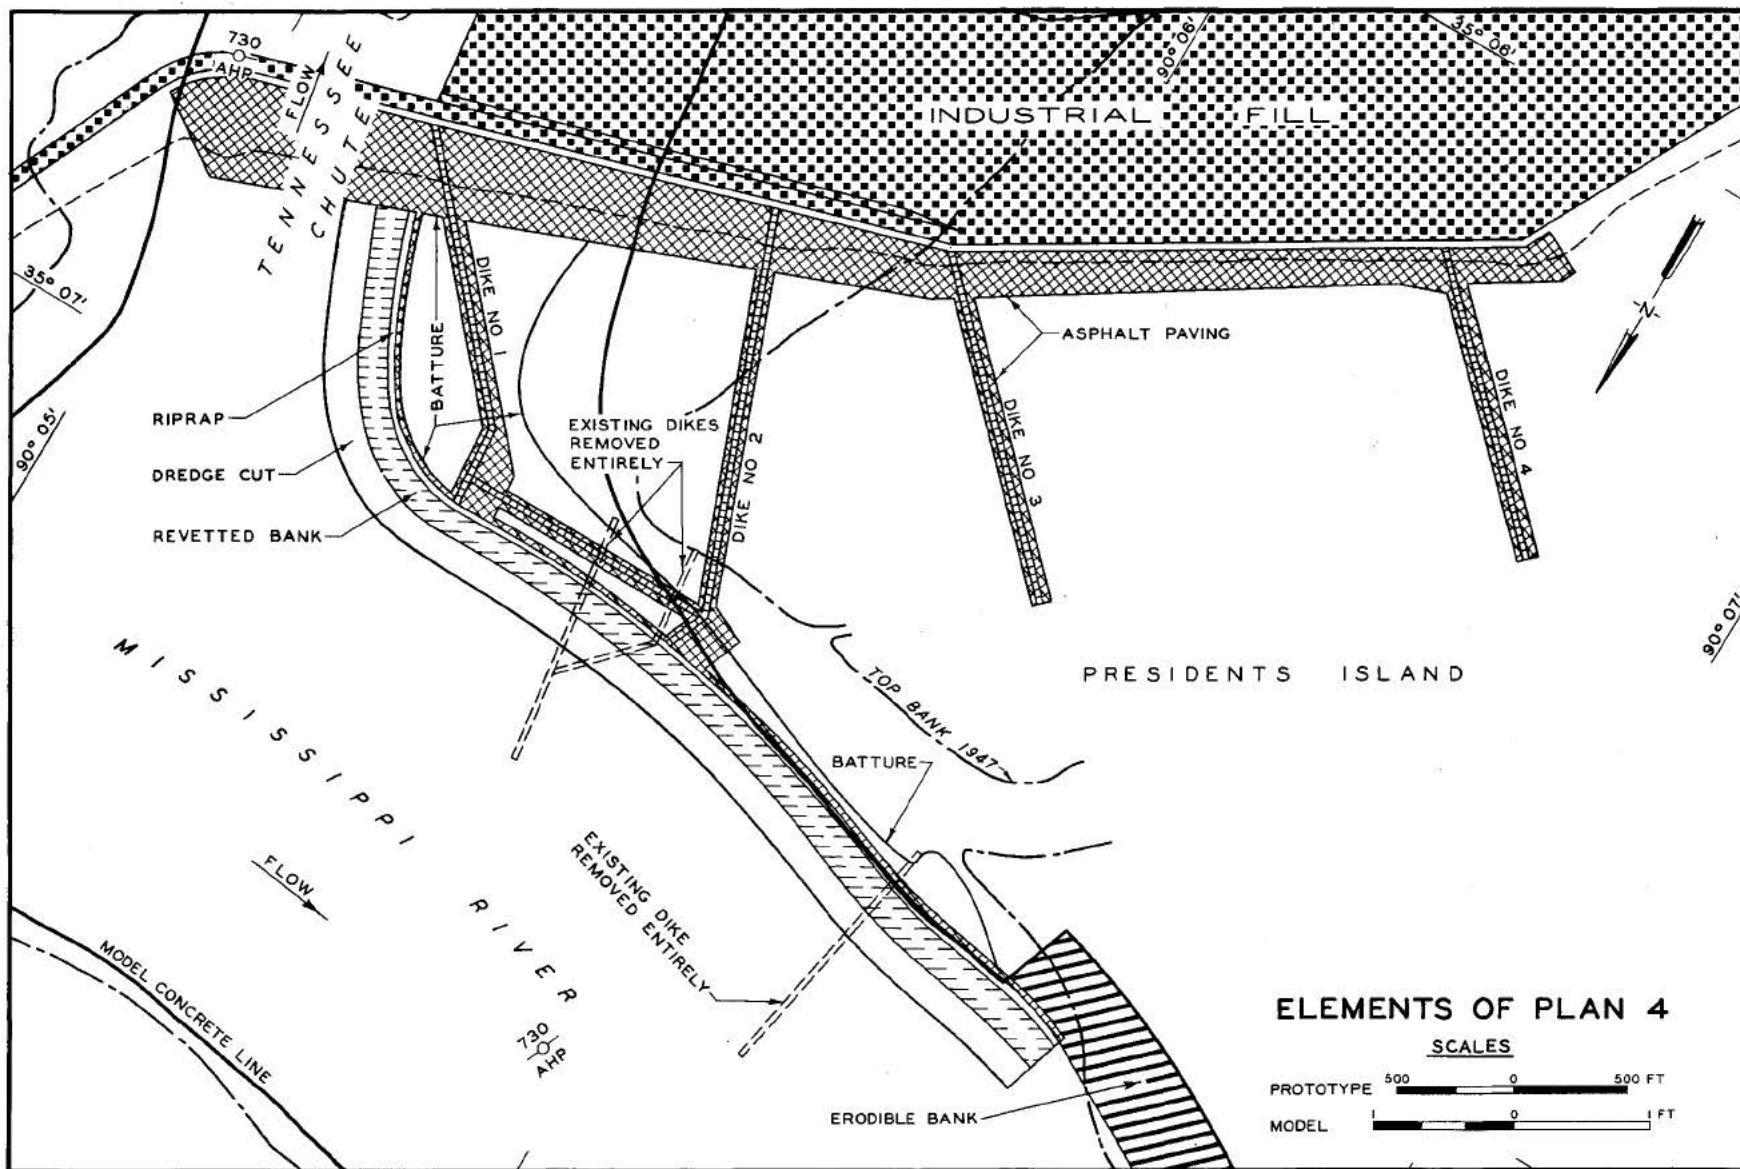 730
AHP
FLOW
TENNESSEE
CHUTE
90° 06'
35° 06'
INDUSTRIAL FILL
35° 07'
90° 05'
-N-
DIKE NO 1
BATTURE
ASPHALT PAVING
RIPRAP
DREDGE CUT
REVETTED BANK
EXISTING DIKES
REMOVED
ENTIRELY
DIKE NO 2
DIKE NO 3
DIKE NO 4
90° 07'
PRESIDENTS ISLAND
TOP BANK 1947
BATTURE
MISSISSIPPI RIVER
FLOW
EXISTING DIKE
REMOVED ENTIRELY
MODEL CONCRETE LINE
730
AHP
ERODIBLE BANK
ELEMENTS OF PLAN 4
SCALES
PROTOTYPE 500 0 500 FT
MODEL 1 0 1 FT